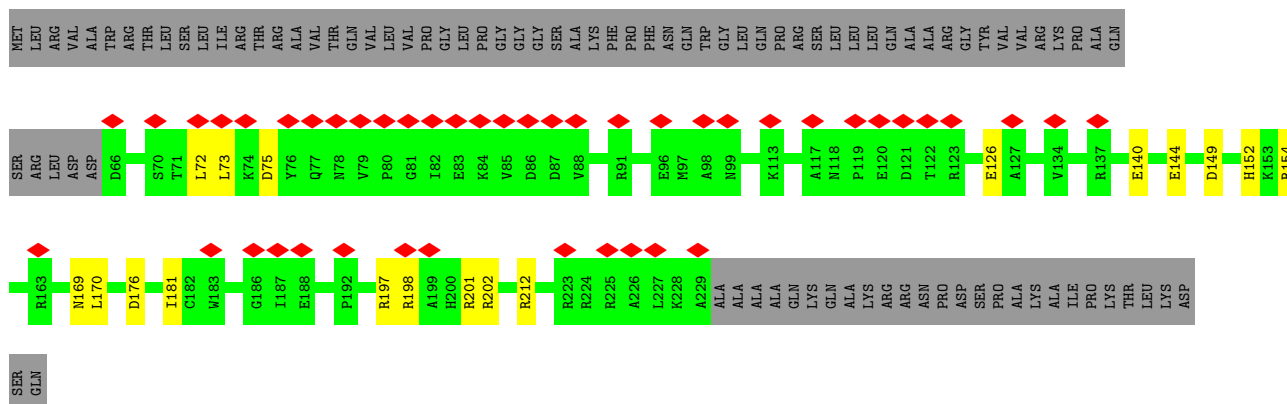 MET LEU ARG VAL ALA TRP ARG THR LEU SER LEU ILE ARG THR ARG ALA VAL THR GLN VAL LEU VAL PRO GLY LEU PRO GLY GLY GLY SER ALA LYS PHE PRO PHE ASN GLN TRP GLY LEU GLN PRO ARG SER LEU LEU LEU GLN ALA ALA ARG GLY TYR VAL VAL ARG LYS PRO ALA GLN
SER ARG LEU ASP ASP D66 S70 T71 L72 L73 K74 D75 Y76 Q77 N78 V79 P80 G81 I82 E83 K84 V85 D86 D87 V88 R91 E96 M97 A98 N99 K113 A117 N118 P119 E120 D121 T122 R123 E126 A127 V134 R137 E140 E144 D149 H152 K153 R154
R163 N169 L170 D176 I181 C182 W183 G186 I187 E188 P192 R197 R198 A199 H200 R201 R202 R212 R223 R224 R225 A226 L227 K228 A229 ALA ALA ALA ALA GLN LYS GLN ALA LYS ARG ARG ASN PRO ASP SER PRO ALA LYS ALA ILE PRO LYS THR LEU LYS ASP
SER GLN